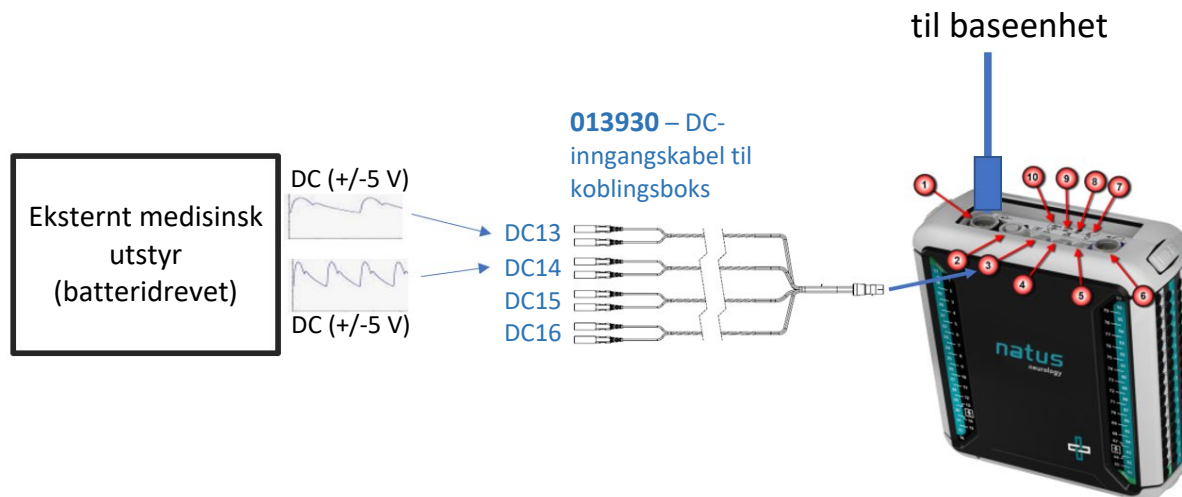 til baseenhet
013930 – DC-
inngangskabel til
koblingsboks
Eksternt medisinsk
utstyr
(batteridrevet)
DC (+/-5 V)
DC (+/-5 V)
DC13
DC14
DC15
DC16
1
10
9
8
7
2
3
4
5
6
natus
neurology